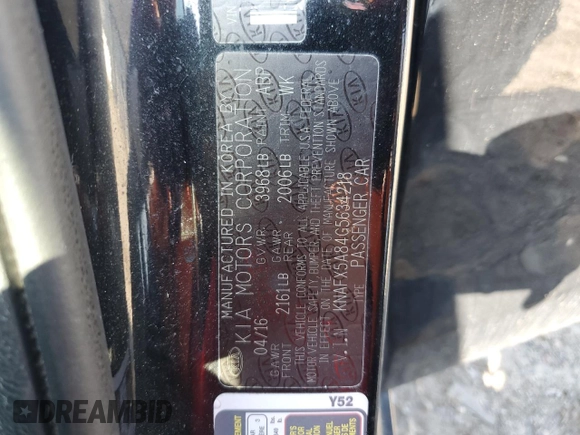 MANUFACTURED IN KOREA BY
KIA MOTORS CORPORATION
04/16 GVWR 3968LB PAINT ABP
GAWR FRONT 2161LB GAWR REAR 2006LB TRIM WK
THIS VEHICLE CONFORMS TO ALL APPLICABLE U.S.A. FEDERAL
MOTOR VEHICLE SAFETY, BUMPER, AND THEFT PREVENTION STANDARDS
IN EFFECT ON THE DATE OF MANUFACTURE SHOWN ABOVE
V.I.N KNAFX5A84G5634218
PASSENGER CAR
KIA
Y52
DREAMBID